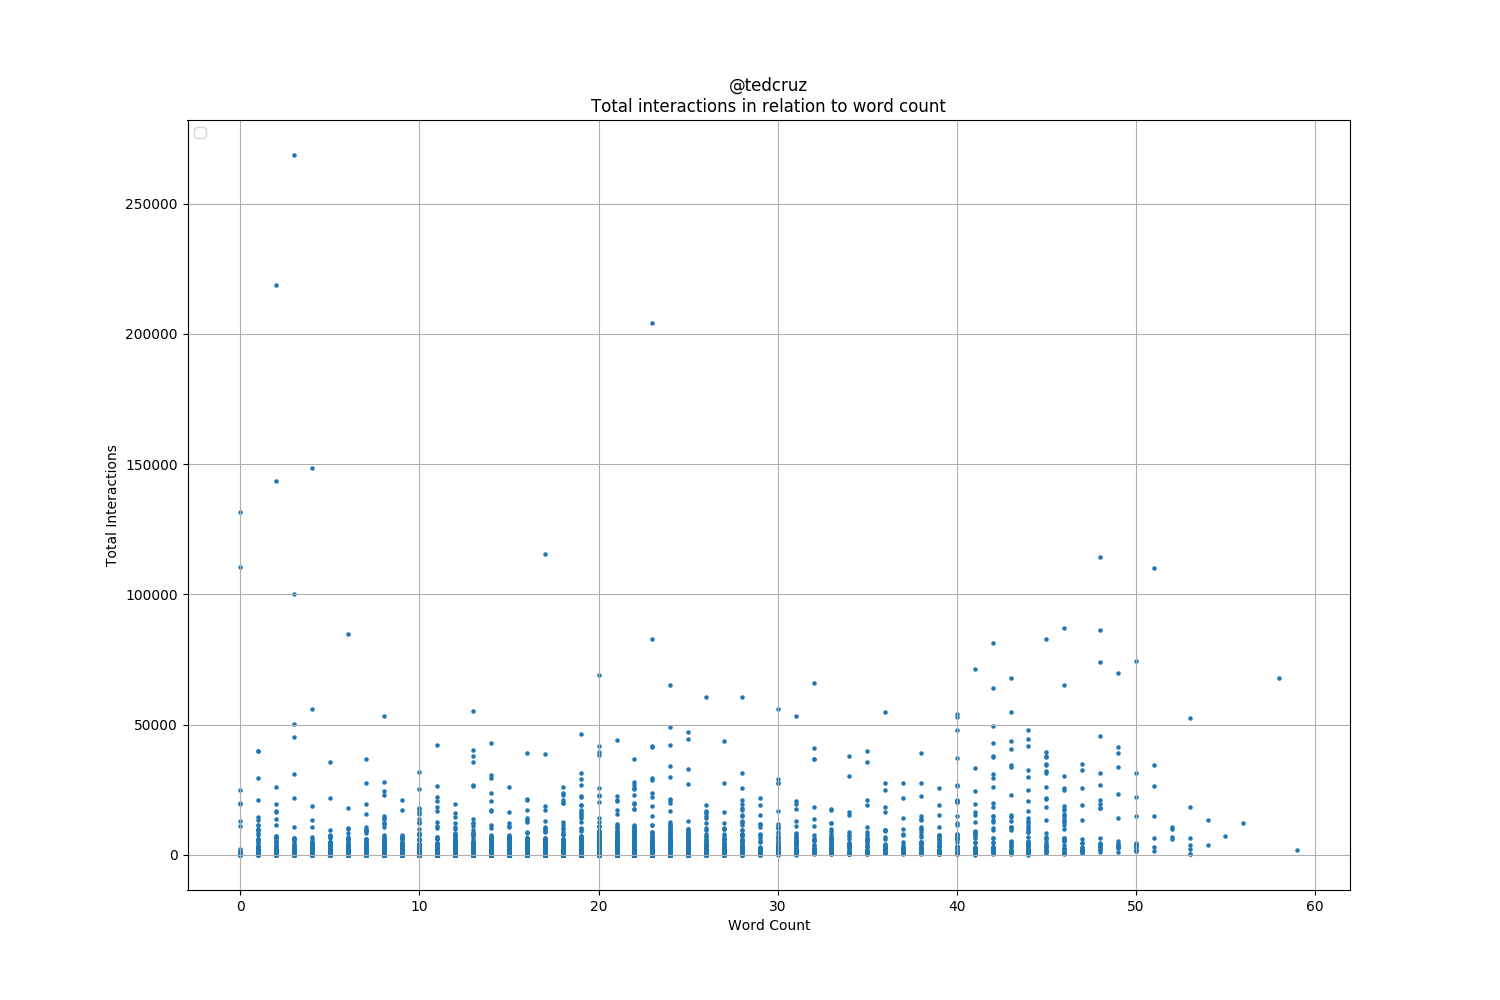 @tedcruz
Total interactions in relation to word count
250000
200000
150000
100000
50000
0
Total Interactions
0 10 20 30 40 50 60
Word Count